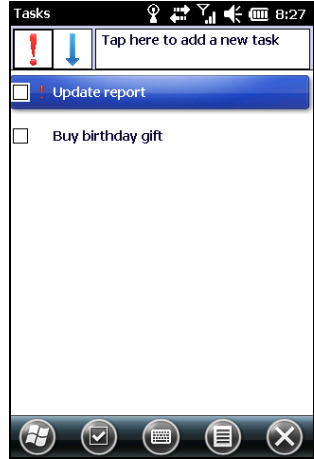 Tasks 8:27
Tap here to add a new task
Update report
Buy birthday gift